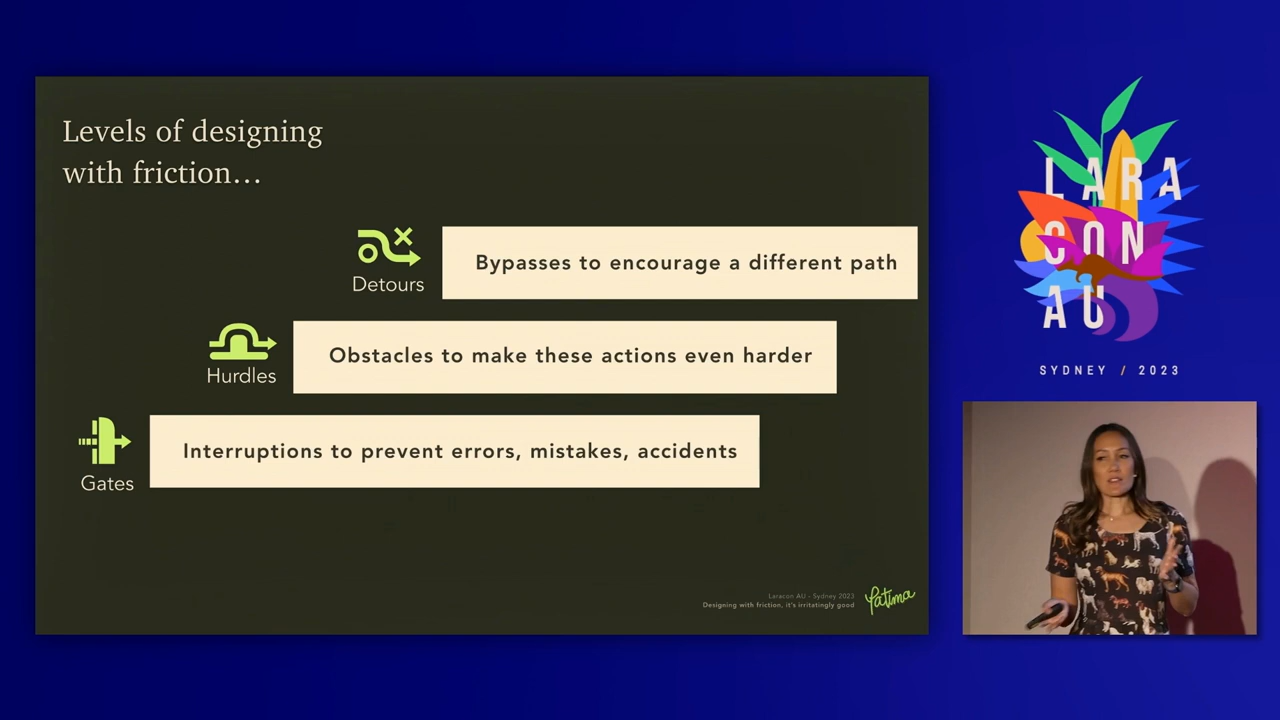 Levels of designing
with friction...
Detours
Bypasses to encourage a different path
Hurdles
Obstacles to make these actions even harder
Gates
Interruptions to prevent errors, mistakes, accidents
Laracon AU - Sydney 2023
Designing with friction, it's irritatingly good
Yatima
LARA
CON
AU
SYDNEY / 2023